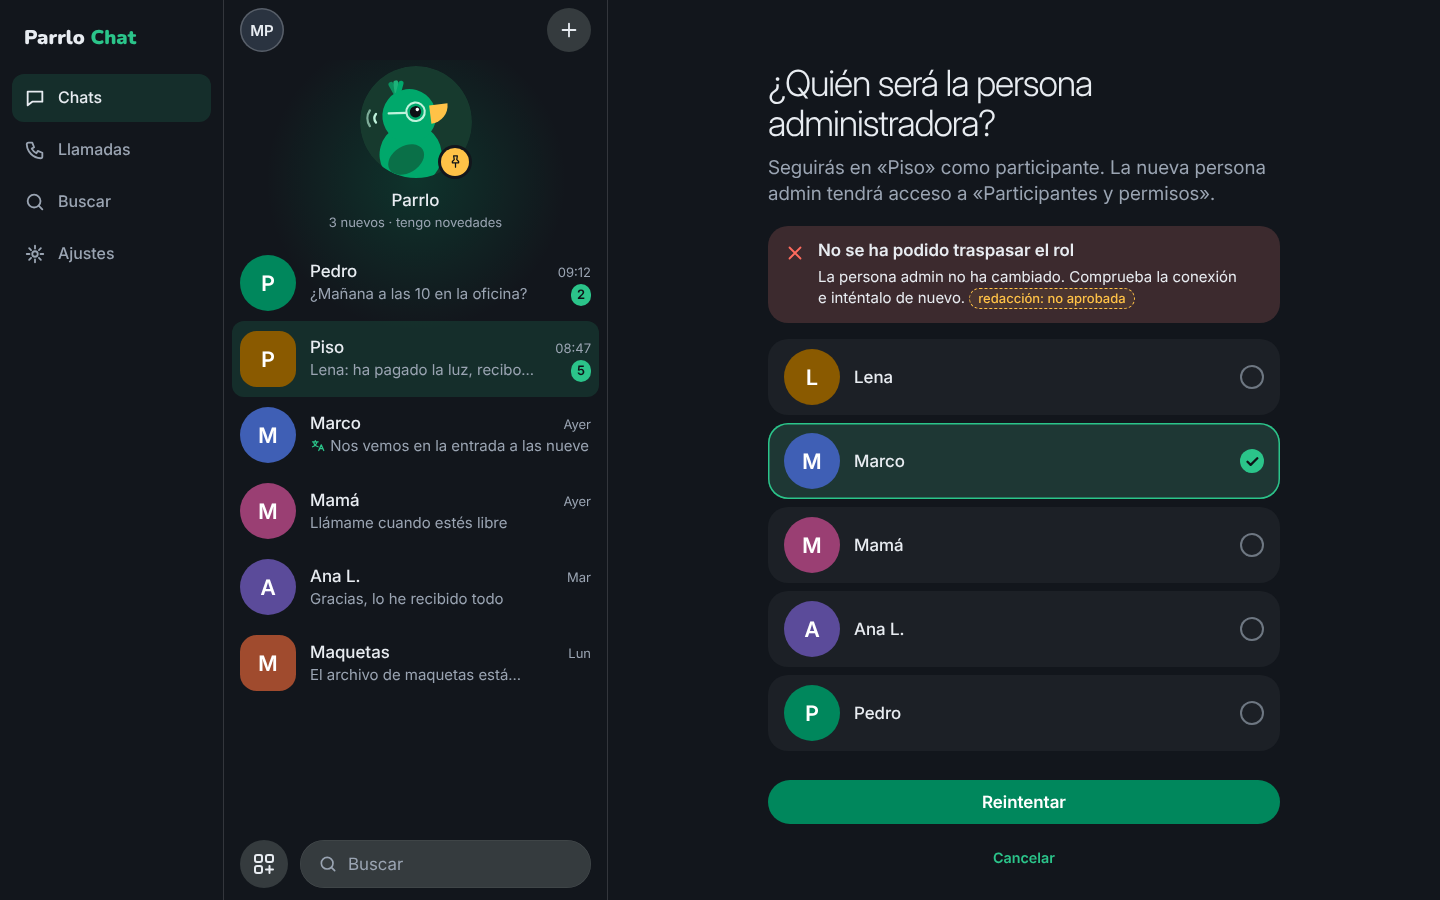 Parrlo Chat
Chats
Llamadas
Buscar
Ajustes
MP
Parrlo
3 nuevos · tengo novedades
P
Pedro
09:12
¿Mañana a las 10 en la oficina?
2
P
Piso
08:47
Lena: ha pagado la luz, recibo...
5
M
Marco
Ayer
Nos vemos en la entrada a las nueve
M
Mamá
Ayer
Llámame cuando estés libre
A
Ana L.
Mar
Gracias, lo he recibido todo
M
Maquetas
Lun
El archivo de maquetas está...
Buscar
¿Quién será la persona
administradora?
Seguirás en «Piso» como participante. La nueva persona
admin tendrá acceso a «Participantes y permisos».
No se ha podido traspasar el rol
La persona admin no ha cambiado. Comprueba la conexión
e inténtalo de nuevo. redacción: no aprobada
L
Lena
M
Marco
M
Mamá
A
Ana L.
P
Pedro
Reintentar
Cancelar